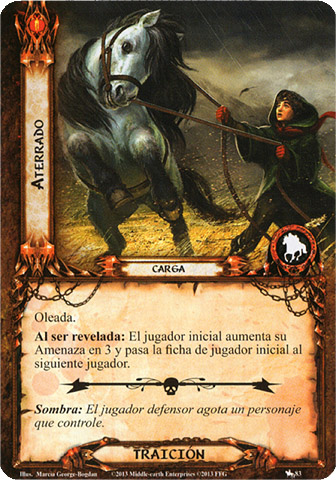 ATERRADO
CARGA
Oleada.
Al ser revelada: El jugador inicial aumenta su
Amenaza en 3 y pasa la ficha de jugador inicial al
siguiente jugador.
Sombra: El jugador defensor agota un personaje
que controle.
TRAICIÓN
Illus. Marcia George-Bogdan ©2013 Middle-earth Enterprises ©2013 FFG 83